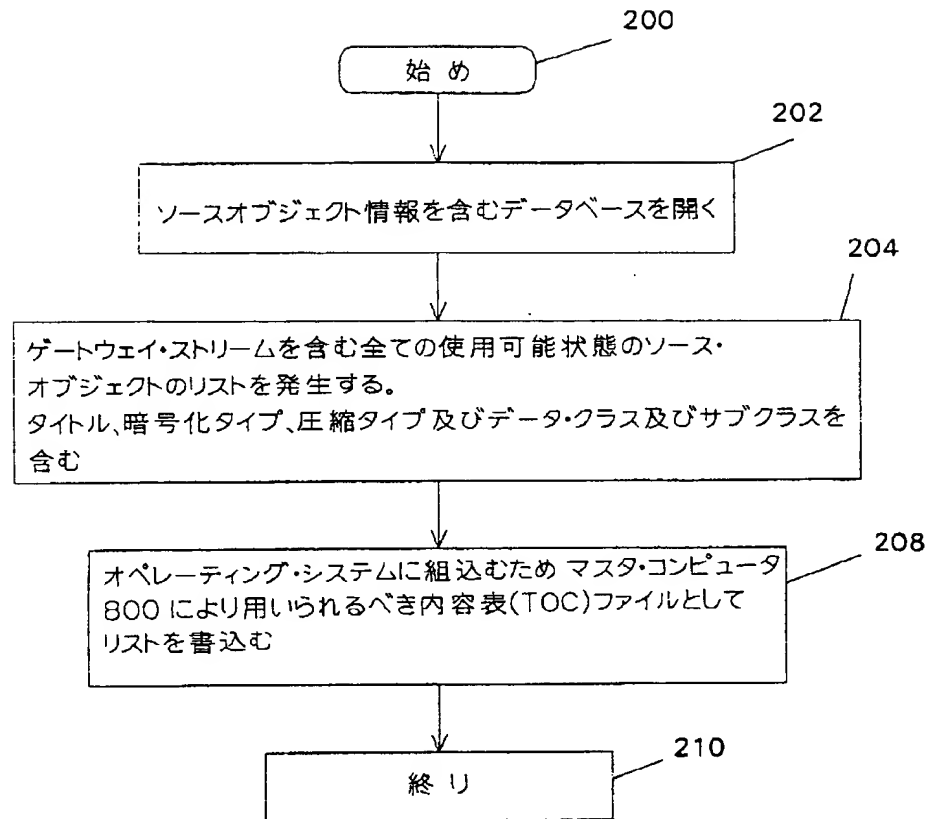 200
始め
202
ソースオブジェクト情報を含むデータベースを開く
204
ゲートウェイ・ストリームを含む全ての使用可能状態のソース・
オブジェクトのリストを発生する。
タイトル、暗号化タイプ、圧縮タイプ及びデータ・クラス及びサブクラスを
含む
208
オペレーティング・システムに組込むため マスタ・コンピュータ
800 により用いられるべき内容表(TOC)ファイルとして
リストを書込む
210
終り